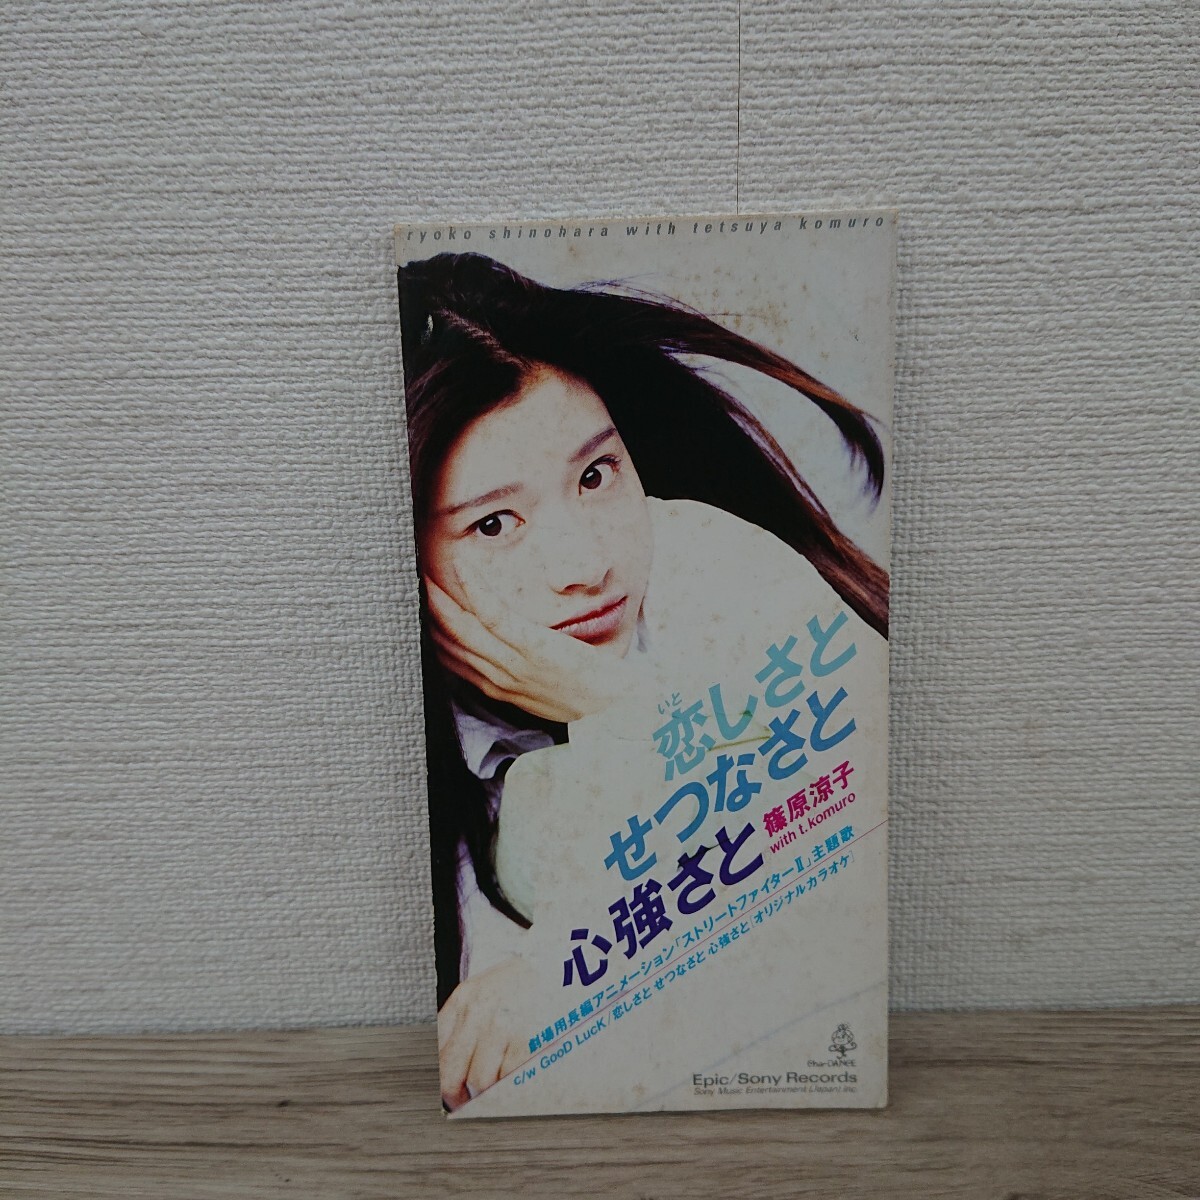 ryoko shinohara with tetsuya komuro
いと
恋しさと
せつなさと
心強さと
篠原涼子
with t.komuro
劇場用長編アニメーション「ストリートファイターⅡ」主題歌
c/w GooD LucK/恋しさと せつなさと 心強さと[オリジナルカラオケ]
Epic/Sony Records
Sony Music Entertainment (Japan) Inc.